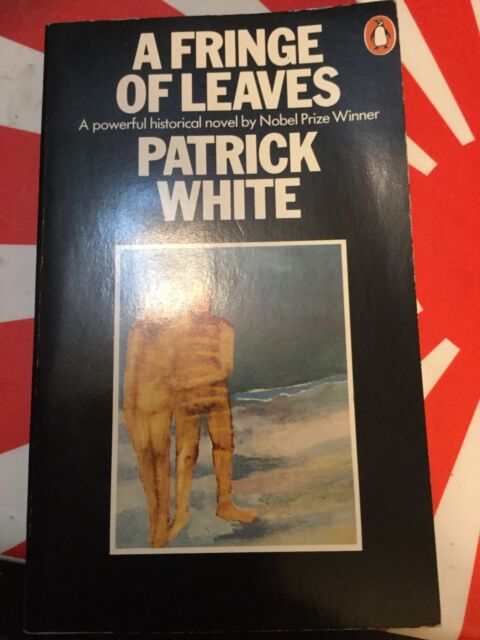 A FRINGE
OF LEAVES
A powerful historical novel by Nobel Prize Winner
PATRICK
WHITE